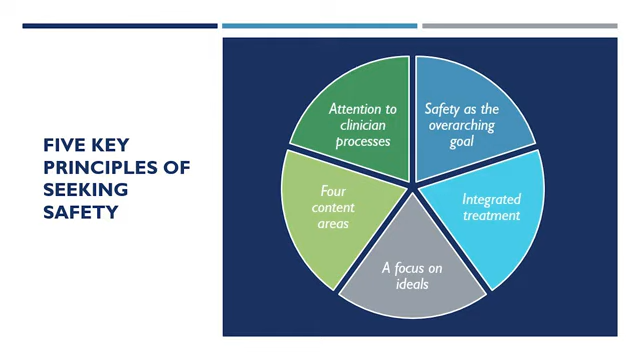 FIVE KEY
PRINCIPLES OF
SEEKING
SAFETY
Attention to
clinician
processes
Safety as the
overarching
goal
Four
content
areas
Integrated
treatment
A focus on
ideals